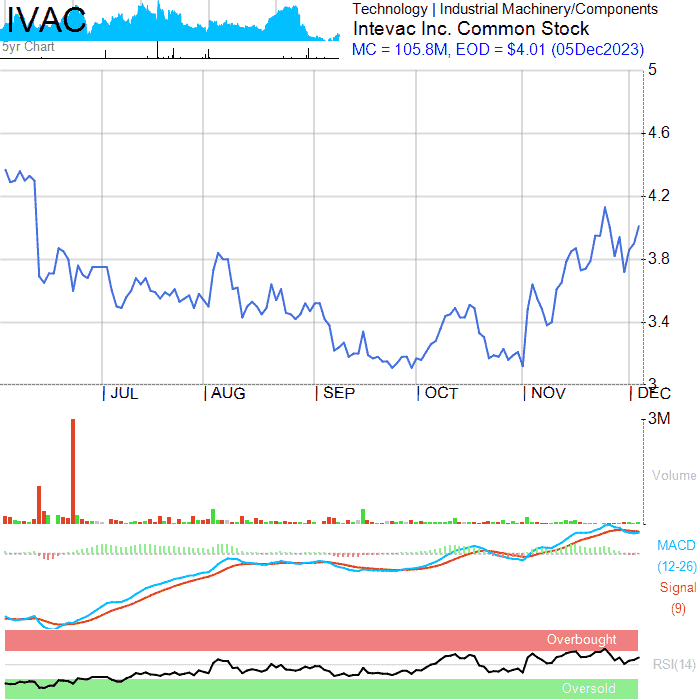 IVAC
5yr Chart
Technology | Industrial Machinery/Components
Intevac Inc. Common Stock
MC = 105.8M, EOD = $4.01 (05Dec2023)
5
4.6
4.2
3.8
3.4
3
JUL
AUG
SEP
OCT
NOV
DEC
3M
Volume
MACD
(12-26)
Signal
(9)
Overbought
RSI(14)
Oversold